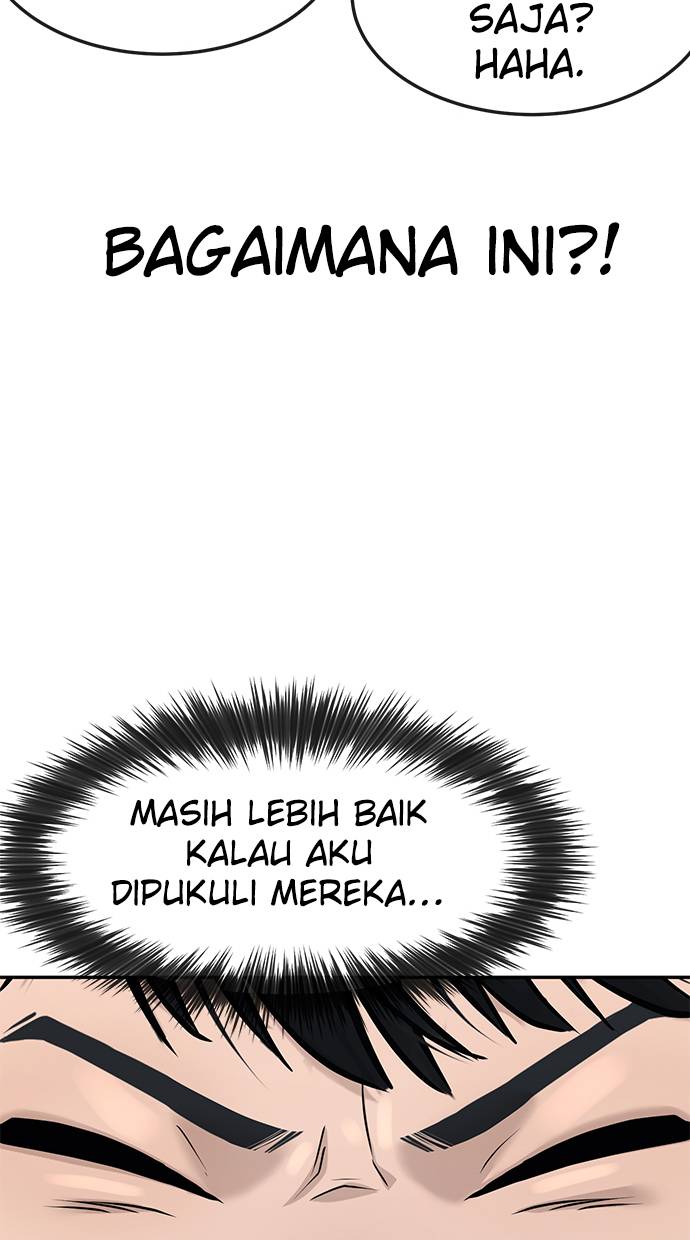 SAJA?
HAHA.
BAGAIMANA INI?!
MASIH LEBIH BAIK
KALAU AKU
DIPUKULI MEREKA...